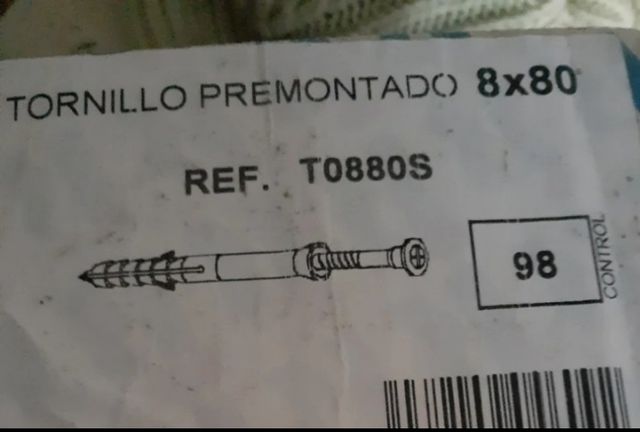 TORNILLO PREMONTADO 8x80
REF. T0880S
98
CONTROL